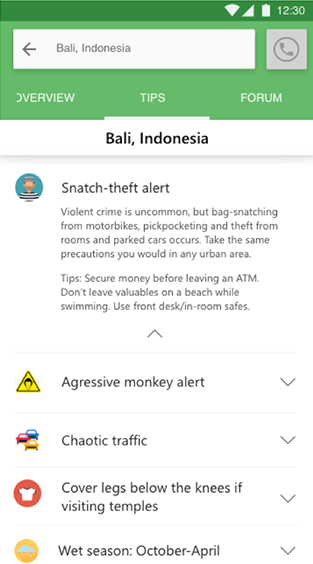 12:30
Bali, Indonesia
OVERVIEW TIPS FORUM
Bali, Indonesia
Snatch-theft alert
Violent crime is uncommon, but bag-snatching
from motorbikes, pickpocketing and theft from
rooms and parked cars occurs. Take the same
precautions you would in any urban area.
Tips: Secure money before leaving an ATM.
Don't leave valuables on a beach while
swimming. Use front desk/in-room safes.
Agressive monkey alert
Chaotic traffic
Cover legs below the knees if
visiting temples
Wet season: October-April